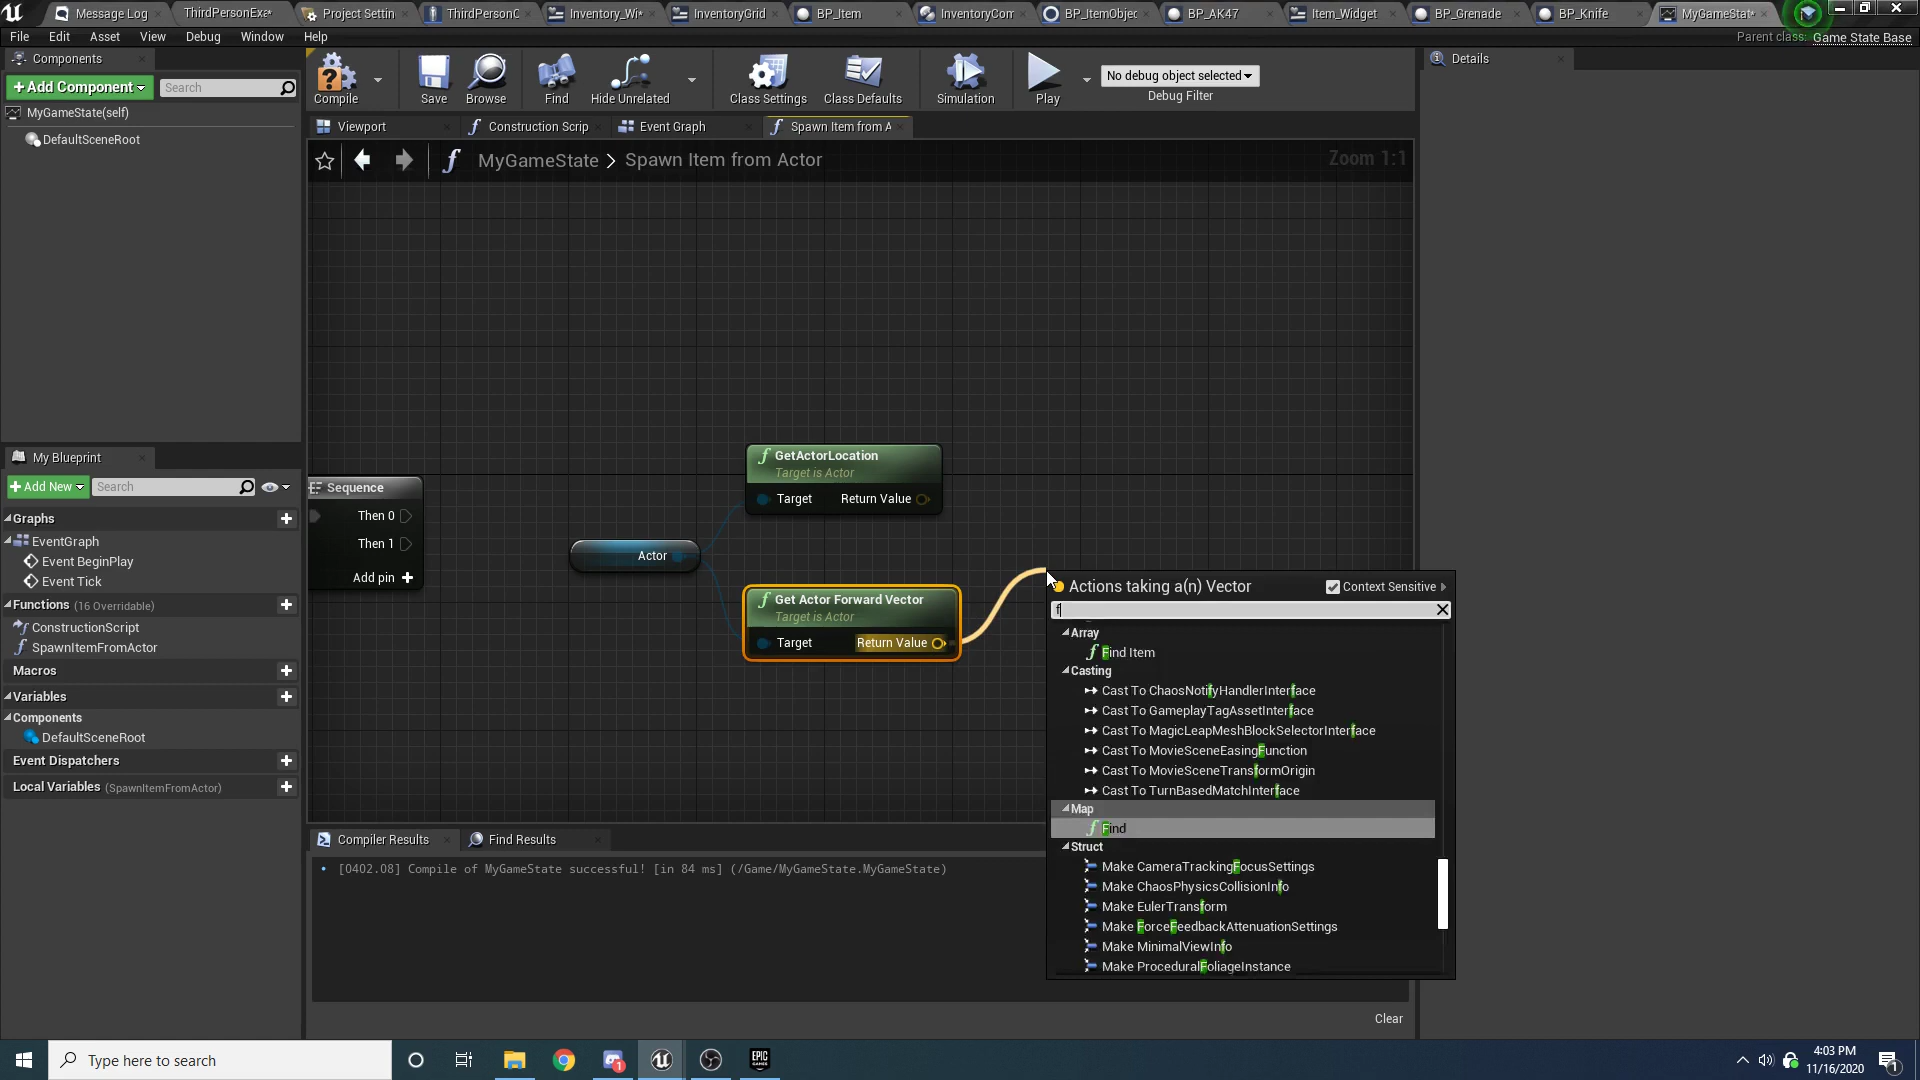 Message Log
ThirdPersonExa*
Project Settin
ThirdPersonC
Inventory_Wi*
InventoryGrid
BP_Item
InventoryCom
BP_ItemObjec
BP_AK47
Item_Widget
BP_Grenade
BP_Knife
MyGameStat*
File Edit Asset View Debug Window Help
Parent class: Game State Base
Components
+Add Component
Search
MyGameState(self)
DefaultSceneRoot
Compile
Save
Browse
Find
Hide Unrelated
Class Settings
Class Defaults
Simulation
Play
No debug object selected
Debug Filter
Details
Viewport
Construction Scrip
Event Graph
Spawn Item from A
MyGameState > Spawn Item from Actor
Zoom 1:1
Sequence
Then 0
Then 1
Add pin +
Actor
GetActorLocation
Target is Actor
Target Return Value
Get Actor Forward Vector
Target is Actor
Target Return Value
Actions taking a(n) Vector
Context Sensitive
f
Array
Find Item
Casting
Cast To ChaosNotifyHandlerInterface
Cast To GameplayTagAssetInterface
Cast To MagicLeapMeshBlockSelectorInterface
Cast To MovieSceneEasingFunction
Cast To MovieSceneTransformOrigin
Cast To TurnBasedMatchInterface
Map
Find
Struct
Make CameraTrackingFocusSettings
Make ChaosPhysicsCollisionInfo
Make EulerTransform
Make ForceFeedbackAttenuationSettings
Make MinimalViewInfo
Make ProceduralFoliageInstance
My Blueprint
+Add New
Search
Graphs
EventGraph
Event BeginPlay
Event Tick
Functions (16 Overridable)
ConstructionScript
SpawnItemFromActor
Macros
Variables
Components
DefaultSceneRoot
Event Dispatchers
Local Variables (SpawnItemFromActor)
Compiler Results
Find Results
• [0402.08] Compile of MyGameState successful! [in 84 ms] (/Game/MyGameState.MyGameState)
Clear
Type here to search
1
EPIC
GAMES
4:03 PM
11/16/2020
1